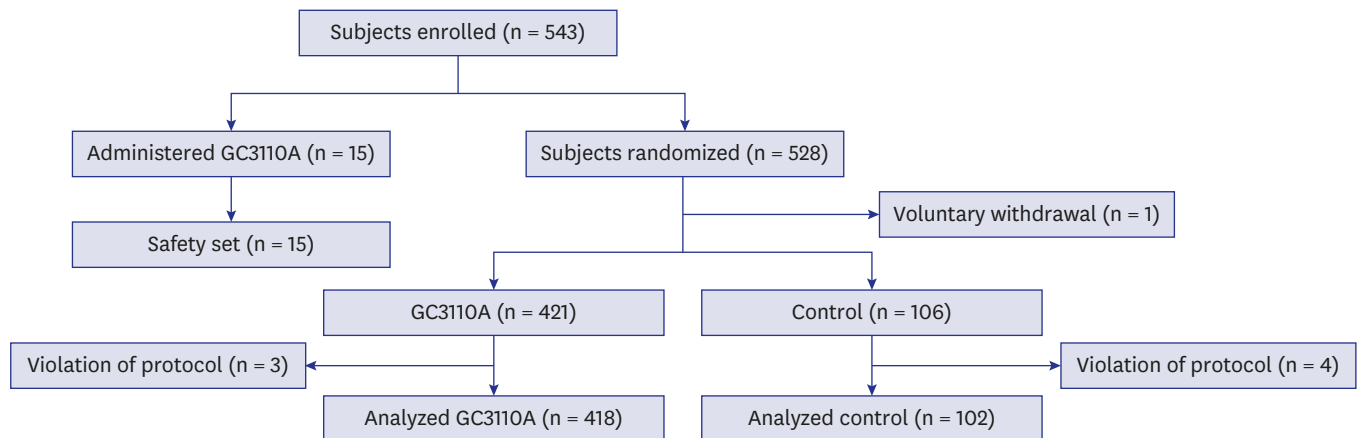 Subjects enrolled (n = 543)
Administered GC3110A (n = 15)
Subjects randomized (n = 528)
Voluntary withdrawal (n = 1)
Safety set (n = 15)
GC3110A (n = 421)
Control (n = 106)
Violation of protocol (n = 3)
Violation of protocol (n = 4)
Analyzed GC3110A (n = 418)
Analyzed control (n = 102)